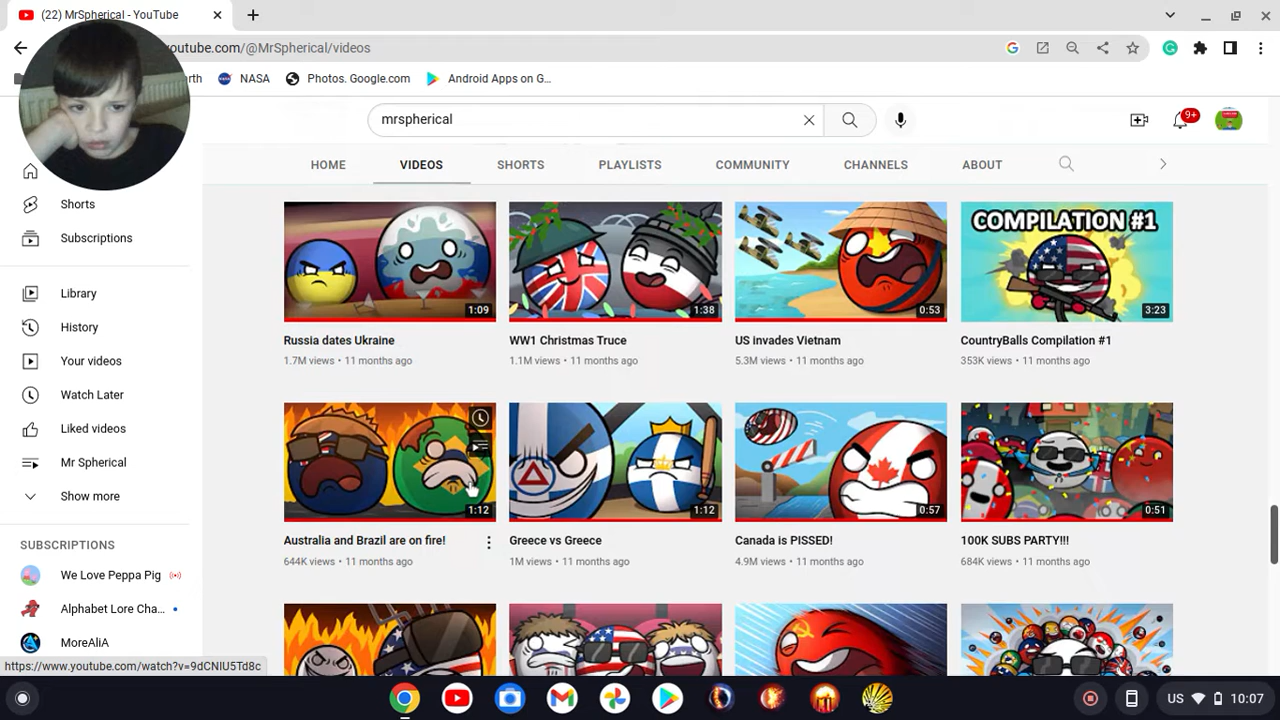 (22) MrSpherical - YouTube
youtube.com/@MrSpherical/videos
arth
NASA
Photos. Google.com
Android Apps on G...
mrspherical
9+
HOME
VIDEOS
SHORTS
PLAYLISTS
COMMUNITY
CHANNELS
ABOUT
Shorts
Subscriptions
Library
History
Your videos
Watch Later
Liked videos
Mr Spherical
Show more
SUBSCRIPTIONS
We Love Peppa Pig
Alphabet Lore Cha...
MoreAliA
COMPILATION #1
1:09
1:38
0:53
3:23
Russia dates Ukraine
WW1 Christmas Truce
US invades Vietnam
CountryBalls Compilation #1
1.7M views • 11 months ago
1.1M views • 11 months ago
5.3M views • 11 months ago
353K views • 11 months ago
1:12
1:12
0:57
0:51
Australia and Brazil are on fire!
Greece vs Greece
Canada is PISSED!
100K SUBS PARTY!!!
644K views • 11 months ago
1M views • 11 months ago
4.9M views • 11 months ago
684K views • 11 months ago
https://www.youtube.com/watch?v=9dCNIU5Td8c
US
10:07